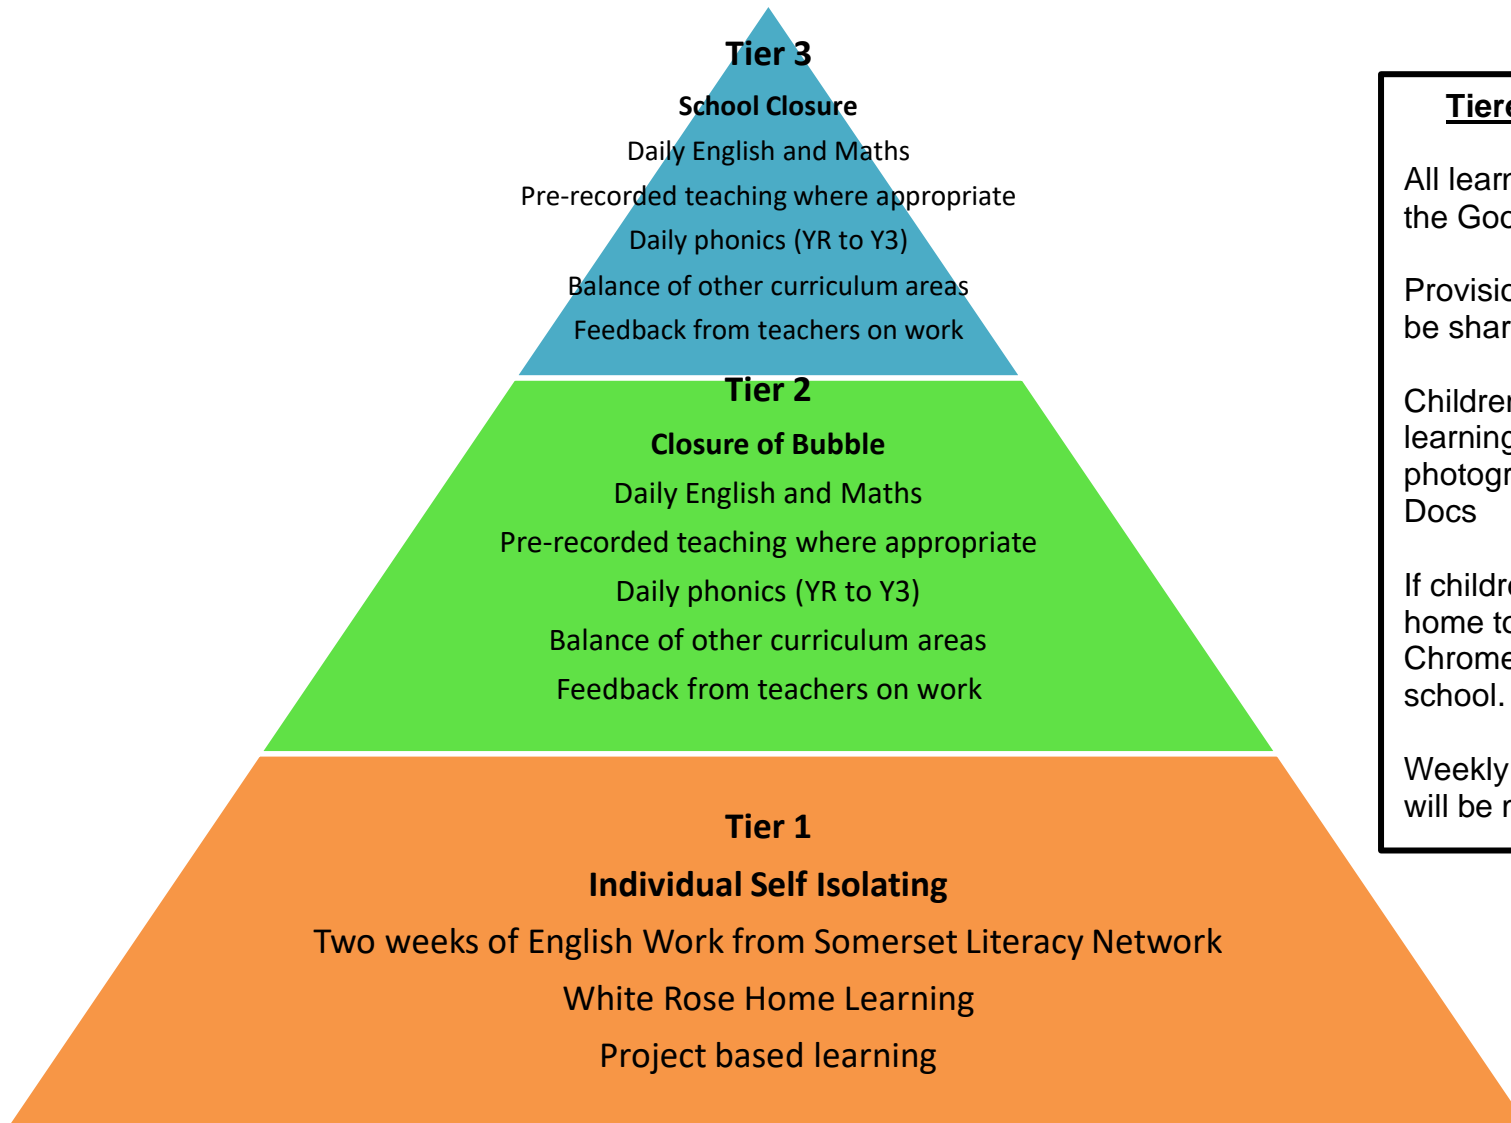 Tier 3
School Closure
Daily English and Maths
Pre-recorded teaching where appropriate
Daily phonics (YR to Y3)
Balance of other curriculum areas
Feedback from teachers on work
Tier 2
Closure of Bubble
Daily English and Maths
Pre-recorded teaching where appropriate
Daily phonics (YR to Y3)
Balance of other curriculum areas
Feedback from teachers on work
Tier 1
Individual Self Isolating
Two weeks of English Work from Somerset Literacy Network
White Rose Home Learning
Project based learning
All
the
be
Docs
home
school.
Weekly
will be